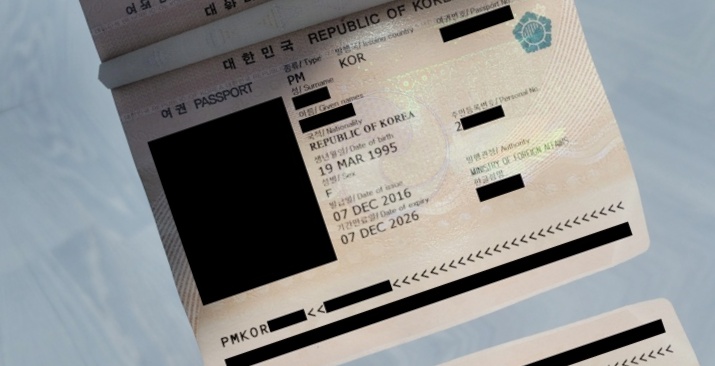 여권 대한
대한민국 REPUBLIC OF KOREA
여권 PASSPORT
종류/Type 발행국/Issuing country 여권번호/Passport No.
PM KOR
성/Surname
이름/Given names
국적/Nationality 주민등록번호/Personal No.
REPUBLIC OF KOREA 2
생년월일/Date of birth
19 MAR 1995
성별/Sex 발행관청/Authority
F MINISTRY OF FOREIGN AFFAIRS
발급일/Date of issue 한글성명
07 DEC 2016
기간만료일/Date of expiry
07 DEC 2026
PMKOR<<<<<<<<<<<<<<<<<<<<<<<<<<<<